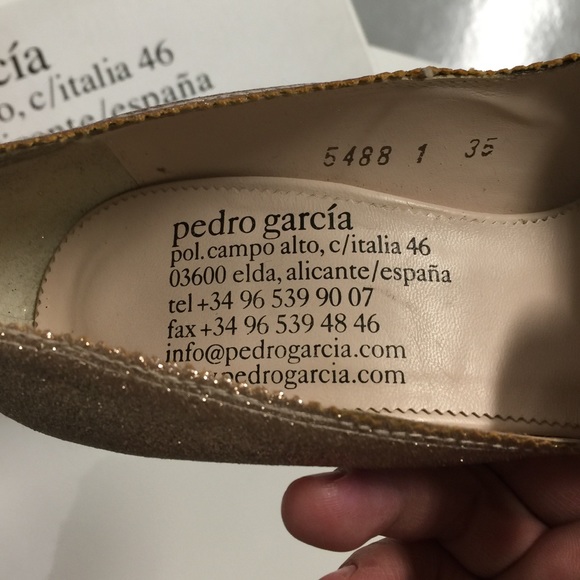 cía
o, c/italia 46
icante/españa
5488 1 35
pedro garcía
pol. campo alto, c/italia 46
03600 elda, alicante/españa
tel +34 96 539 90 07
fax +34 96 539 48 46
info@pedrogarcia.com
.pedrogarcia.com